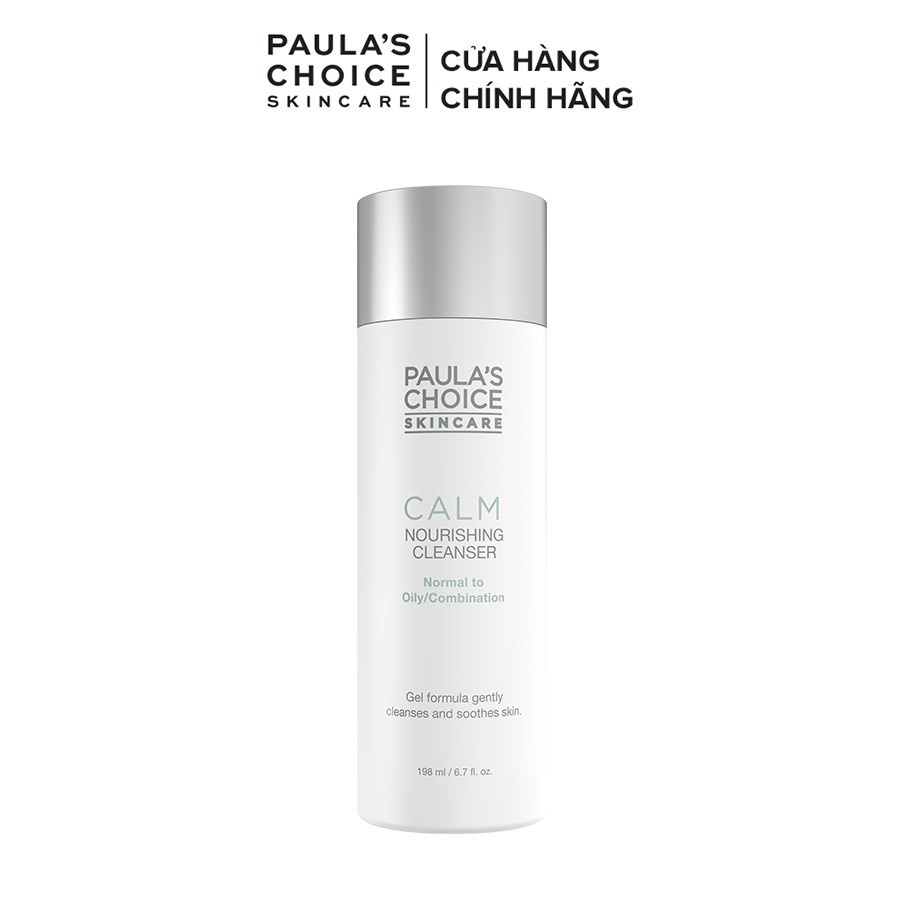 PAULA'S
CHOICE
SKINCARE
CỬA HÀNG
CHÍNH HÃNG
PAULA'S
CHOICE
SKINCARE
CALM
NOURISHING
CLEANSER
Normal to
Oily/Combination
Gel formula gently
cleanses and soothes skin.
198 ml / 6.7 fl. oz.